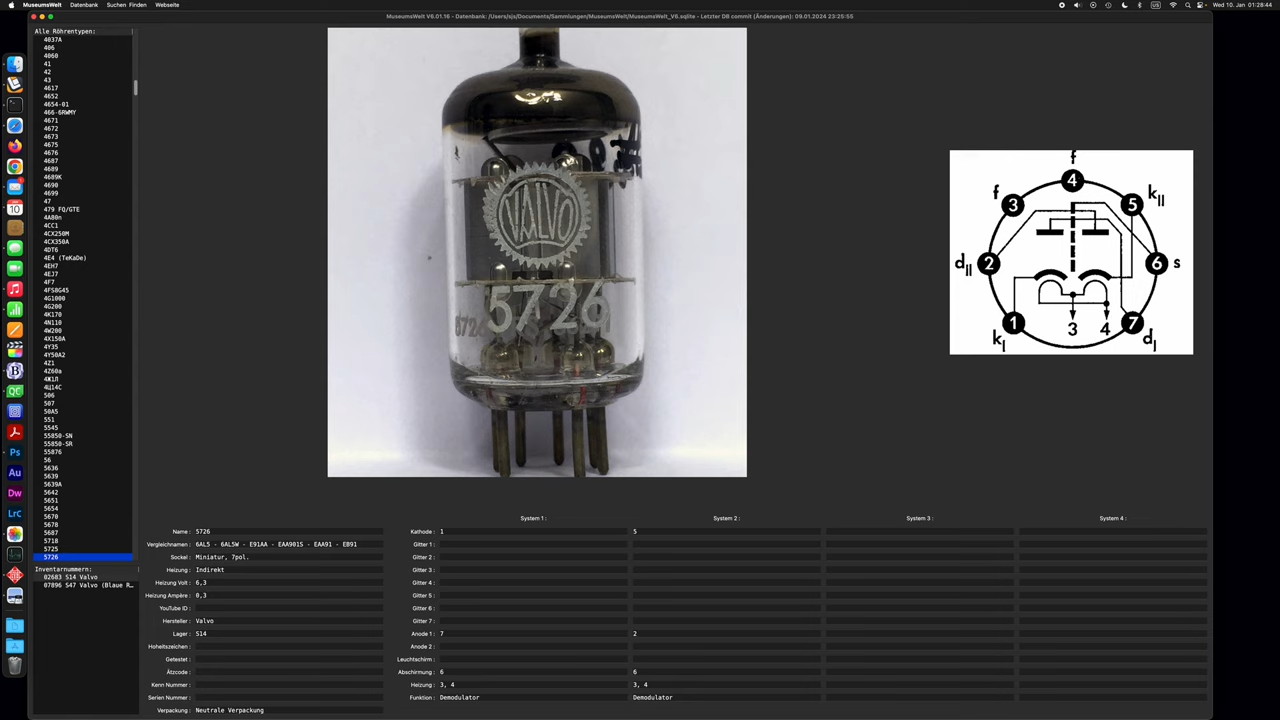 MuseumsWelt Datenbank Suchen Finden Webseite
Wed 10. Jan 01:28:44
MuseumsWelt V6.01.16 - Datenbank: /Users/sjs/Documents/Sammlungen/MuseumsWelt/MuseumsWelt_V6.sqlite - Letzter DB commit (Änderungen): 09.01.2024 23:25:55
Alle Röhrentypen:
4037A
406
4060
41
42
43
4617
4652
4654-01
466-6RWMY
4671
4672
4673
4675
4676
4687
4689
4689K
4690
4699
47
479 FQ/GTE
4A80n
4CC1
4CX250M
4CX350A
4DT6
4E4 (TeKaDe)
4EH7
4EJ7
4F7
4FS8G45
4G1000
4G200
4K170
4N110
4W200
4X150A
4Y35
4Y50A2
4Z1
4Z60a
4Ж1Л
4Ц14С
506
507
50A5
551
5545
55850-SN
55850-SR
55876
56
5636
5639
5639A
5642
5651
5654
5670
5678
5687
5718
5725
5726
Inventarnummern:
02683 S14 Valvo
07896 S47 Valvo (Blaue R…
VALVO
5726
f
4
f
3
5
kII
dII
2
6
s
1
kI
3
4
7
dI
System 1 : System 2 : System 3 : System 4 :
Name : 5726 Kathode : 1 5
Vergleichnamen : 6AL5 - 6AL5W - E91AA - EAA901S - EAA91 - EB91 Gitter 1 :
Sockel : Miniatur, 7pol. Gitter 2 :
Heizung : Indirekt Gitter 3 :
Heizung Volt : 6,3 Gitter 4 :
Heizung Ampère : 0,3 Gitter 5 :
YouTube ID : Gitter 6 :
Hersteller : Valvo Gitter 7 :
Lager : S14 Anode 1 : 7 2
Hoheitszeichen : Anode 2 :
Getestet : Leuchtschirm :
Ätzcode : Abschirmung : 6 6
Kenn Nummer : Heizung : 3, 4 3, 4
Serien Nummer : Funktion : Demodulator Demodulator
Verpackung : Neutrale Verpackung